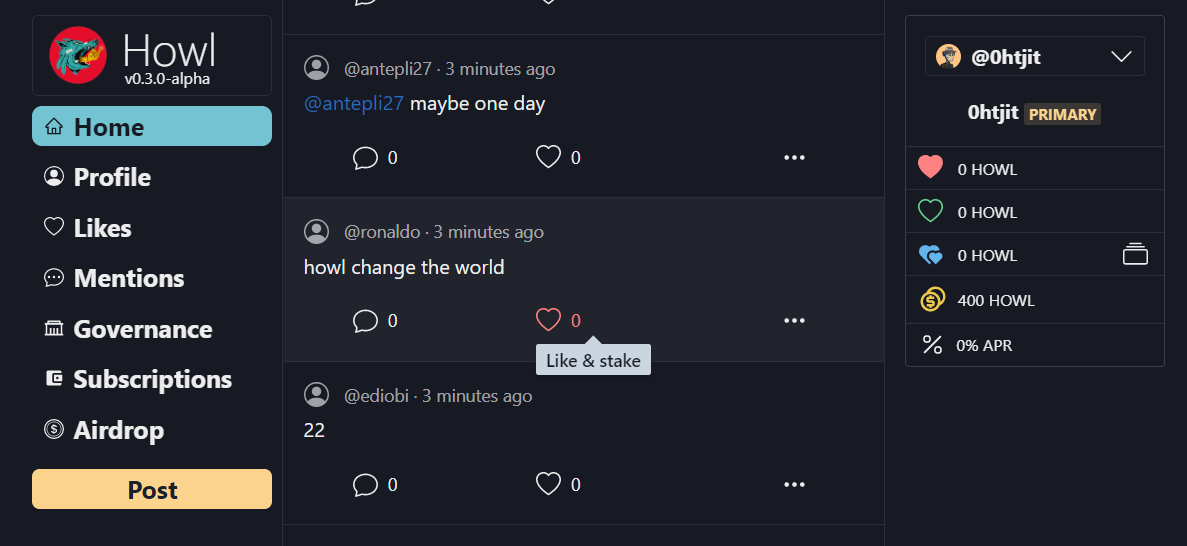 Howl
v0.3.0-alpha
Home
Profile
Likes
Mentions
Governance
Subscriptions
Airdrop
Post
@antepli27 · 3 minutes ago
@antepli27 maybe one day
0 0
@ronaldo · 3 minutes ago
howl change the world
0 0
Like & stake
@ediobi · 3 minutes ago
22
0 0
@0htjit
0htjit PRIMARY
0 HOWL
0 HOWL
0 HOWL
400 HOWL
0% APR